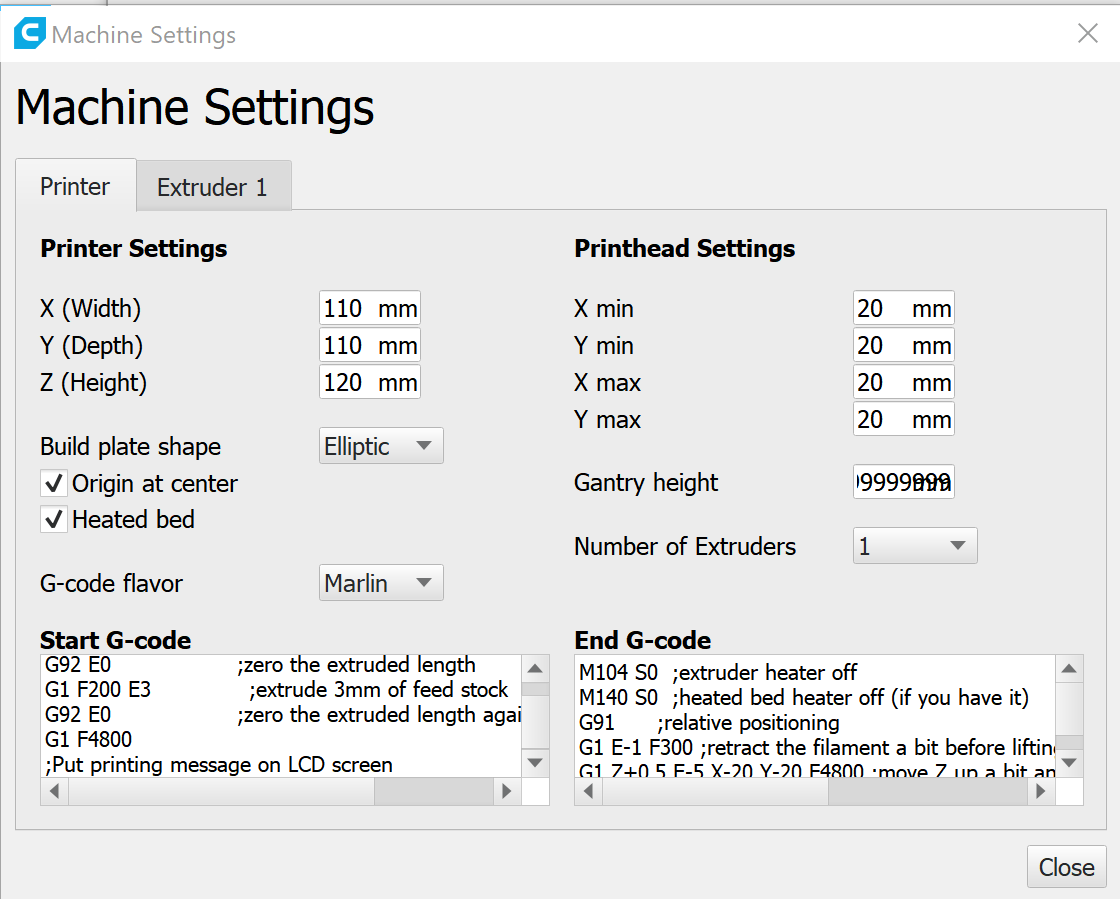 Machine Settings
Machine Settings
Printer
Extruder 1
Printer Settings
X (Width) 110 mm
Y (Depth) 110 mm
Z (Height) 120 mm
Build plate shape Elliptic
Origin at center
Heated bed
G-code flavor Marlin
Printhead Settings
X min 20 mm
Y min 20 mm
X max 20 mm
Y max 20 mm
Gantry height 99999999 mm
Number of Extruders 1
Start G-code
G92 E0 ;zero the extruded length
G1 F200 E3 ;extrude 3mm of feed stock
G92 E0 ;zero the extruded length agai
G1 F4800
;Put printing message on LCD screen
End G-code
M104 S0 ;extruder heater off
M140 S0 ;heated bed heater off (if you have it)
G91 ;relative positioning
G1 E-1 F300 ;retract the filament a bit before lifting
G1 Z+0.5 E-5 X-20 Y-20 F4800 ;move Z up a bit an
Close